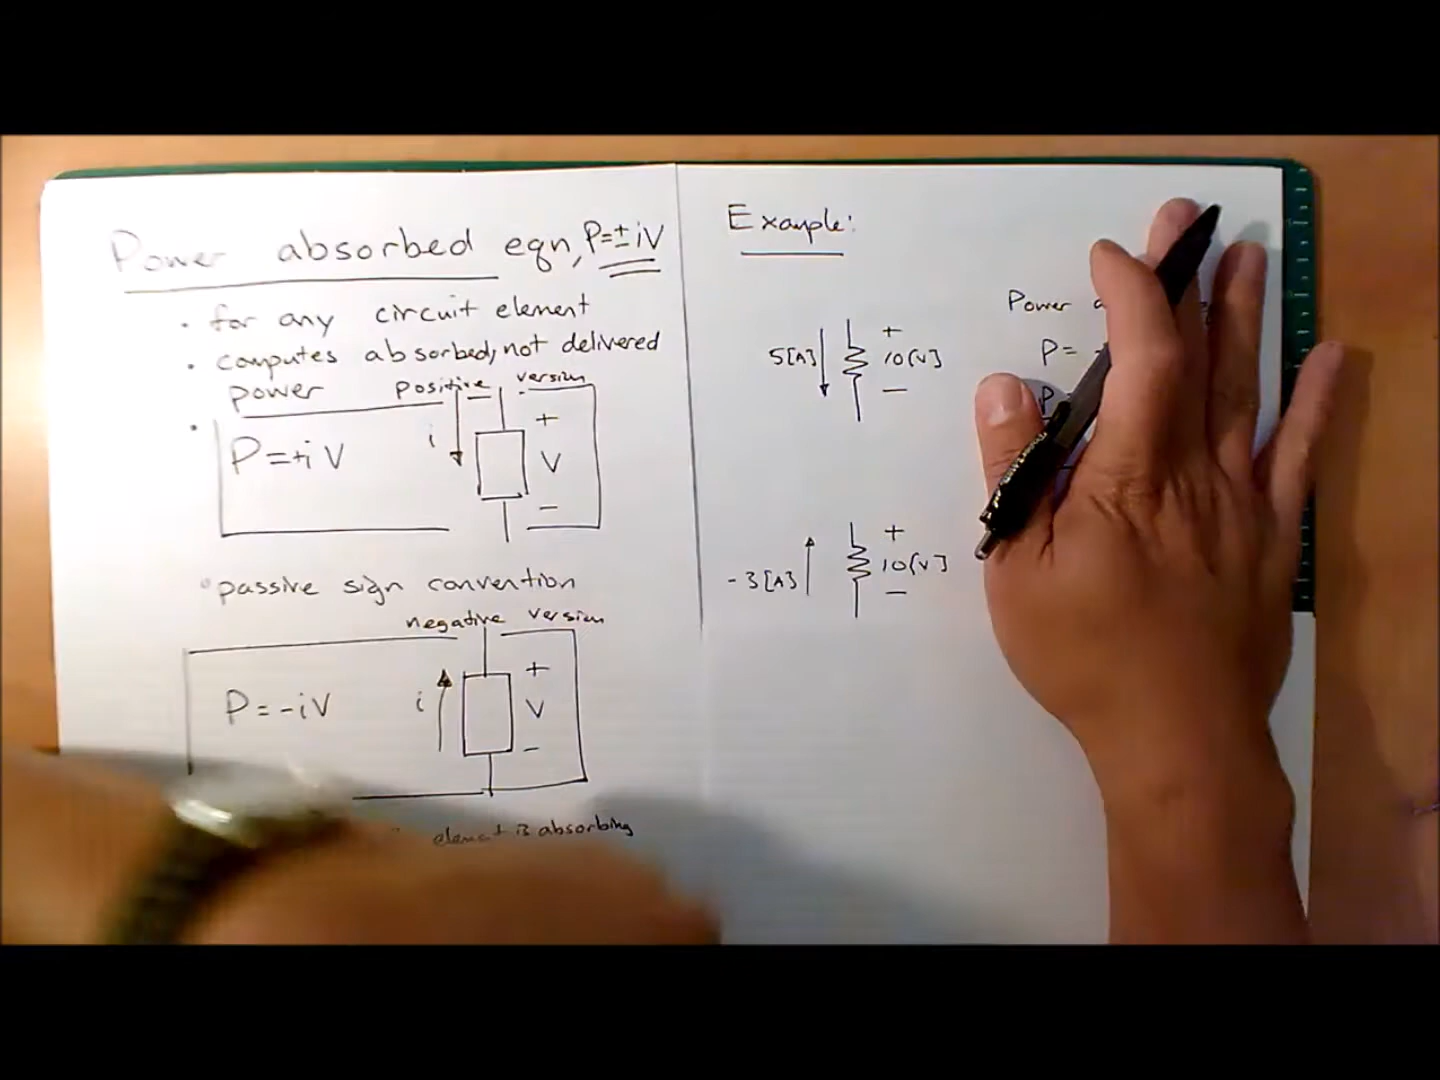 Power absorbed eqn, P=±iV
• for any circuit element
• computes absorbed, not delivered
power
positive version
P=+iV
i
+
V
−
passive sign convention
negative version
P=-iV
i
+
V
−
element is absorbing
Example:
Power
5[A]
+
10[V]
−
P=
P
-3[A]
+
10[V]
−